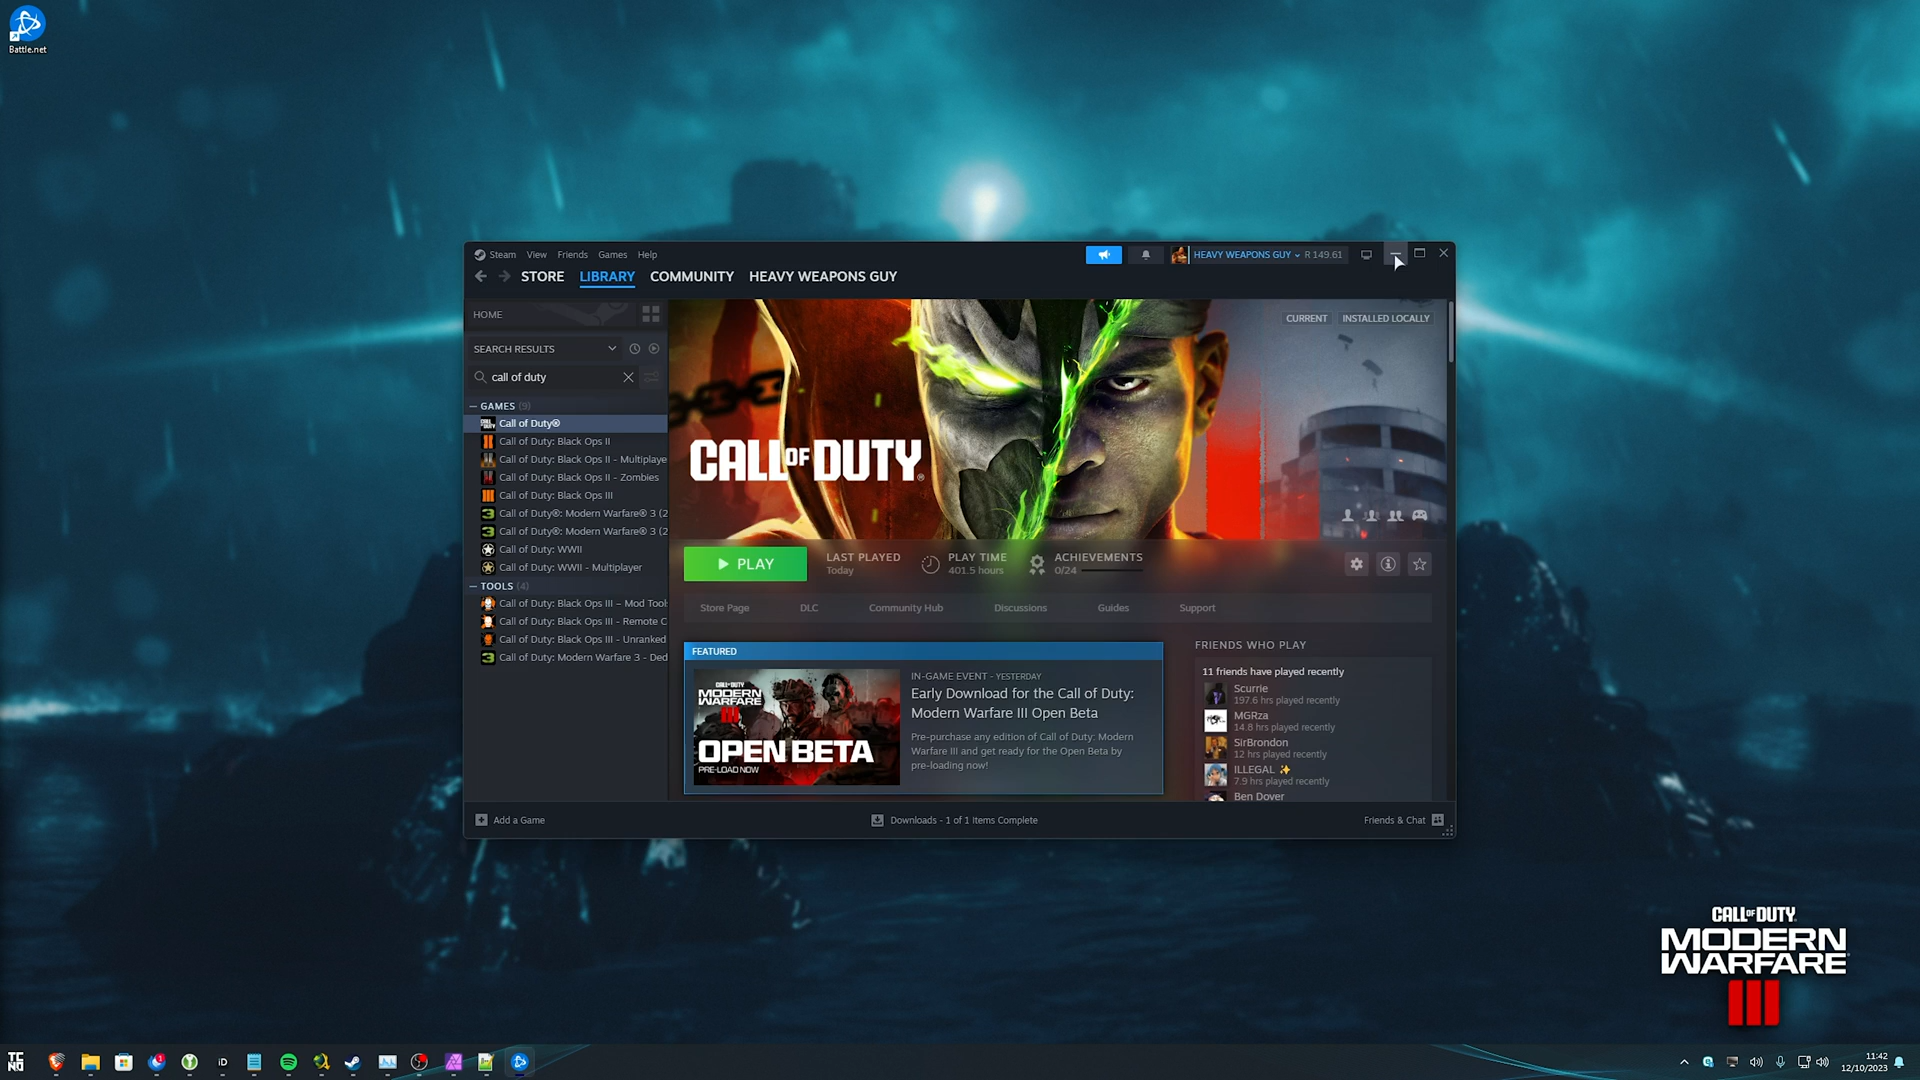 Battle.net
Steam View Friends Games Help
HEAVY WEAPONS GUY R 149.61
STORE LIBRARY COMMUNITY HEAVY WEAPONS GUY
HOME
SEARCH RESULTS
call of duty
GAMES (9)
Call of Duty®
Call of Duty: Black Ops II
Call of Duty: Black Ops II - Multiplaye
Call of Duty: Black Ops II - Zombies
Call of Duty: Black Ops III
Call of Duty®: Modern Warfare® 3 (2
Call of Duty®: Modern Warfare® 3 (2
Call of Duty: WWII
Call of Duty: WWII - Multiplayer
TOOLS (4)
Call of Duty: Black Ops III – Mod Tools
Call of Duty: Black Ops III - Remote C
Call of Duty: Black Ops III - Unranked
Call of Duty: Modern Warfare 3 - Ded
CURRENT INSTALLED LOCALLY
CALL OF DUTY®
PLAY
LAST PLAYED
Today
PLAY TIME
401.5 hours
ACHIEVEMENTS
0/24
Store Page DLC Community Hub Discussions Guides Support
FEATURED
CALL OF DUTY
MODERN
WARFARE
III
OPEN BETA
PRE-LOAD NOW
IN-GAME EVENT - YESTERDAY
Early Download for the Call of Duty:
Modern Warfare III Open Beta
Pre-purchase any edition of Call of Duty: Modern
Warfare III and get ready for the Open Beta by
pre-loading now!
FRIENDS WHO PLAY
11 friends have played recently
Scurrie
197.6 hrs played recently
MGRza
14.8 hrs played recently
SirBrondon
12 hrs played recently
ILLEGAL ✨
7.9 hrs played recently
Ben Dover
Add a Game
Downloads - 1 of 1 Items Complete
Friends & Chat
CALL OF DUTY
MODERN
WARFARE
III
TC
NO
iD
11:42
12/10/2023